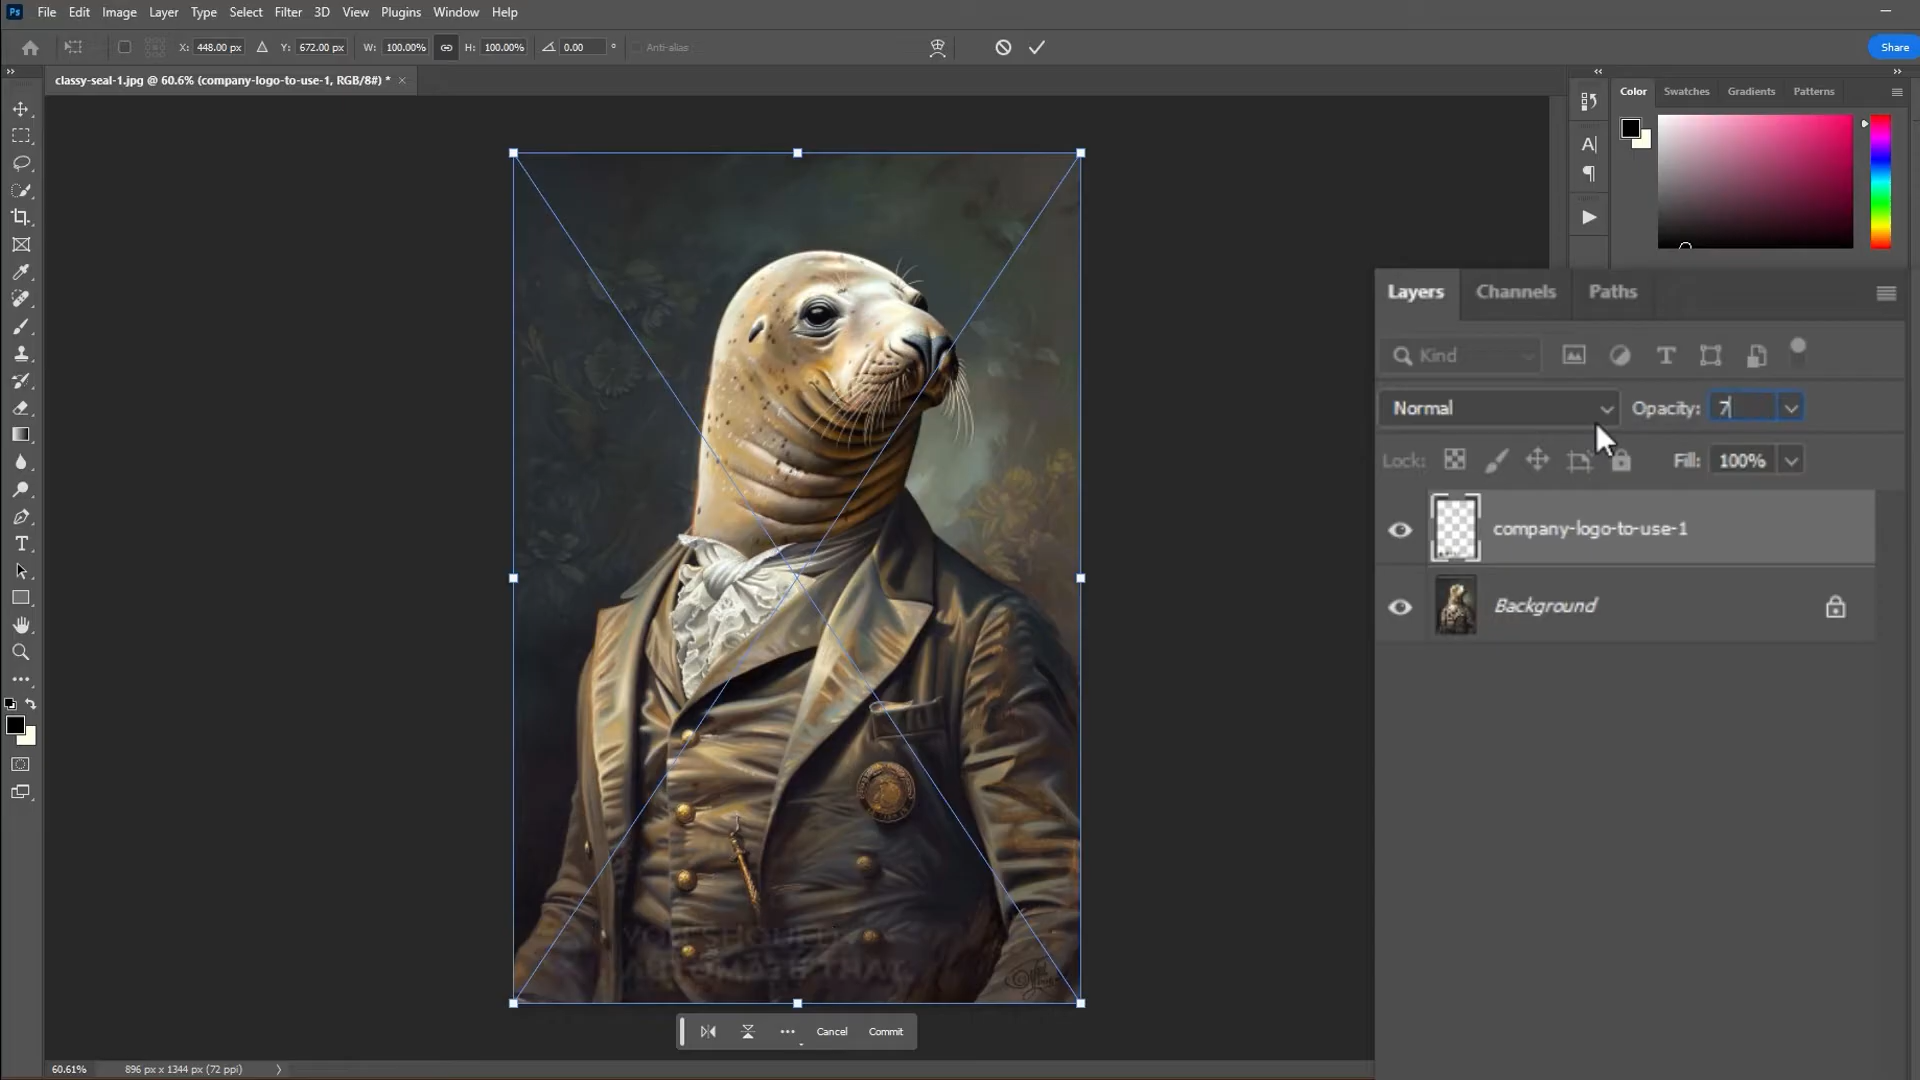 Ps File Edit Image Layer Type Select Filter 3D View Plugins Window Help
X: 448.00 px Y: 672.00 px W: 100.00% H: 100.00% 0.00 ° Anti-alias Share
classy-seal-1.jpg @ 60.6% (company-logo-to-use-1, RGB/8#) * ×
Color Swatches Gradients Patterns
Layers Channels Paths
Kind
Normal Opacity: 7
Lock: Fill: 100%
company-logo-to-use-1
Background
AUTOMATE THAT
Cancel Commit
60.61% 896 px x 1344 px (72 ppi)